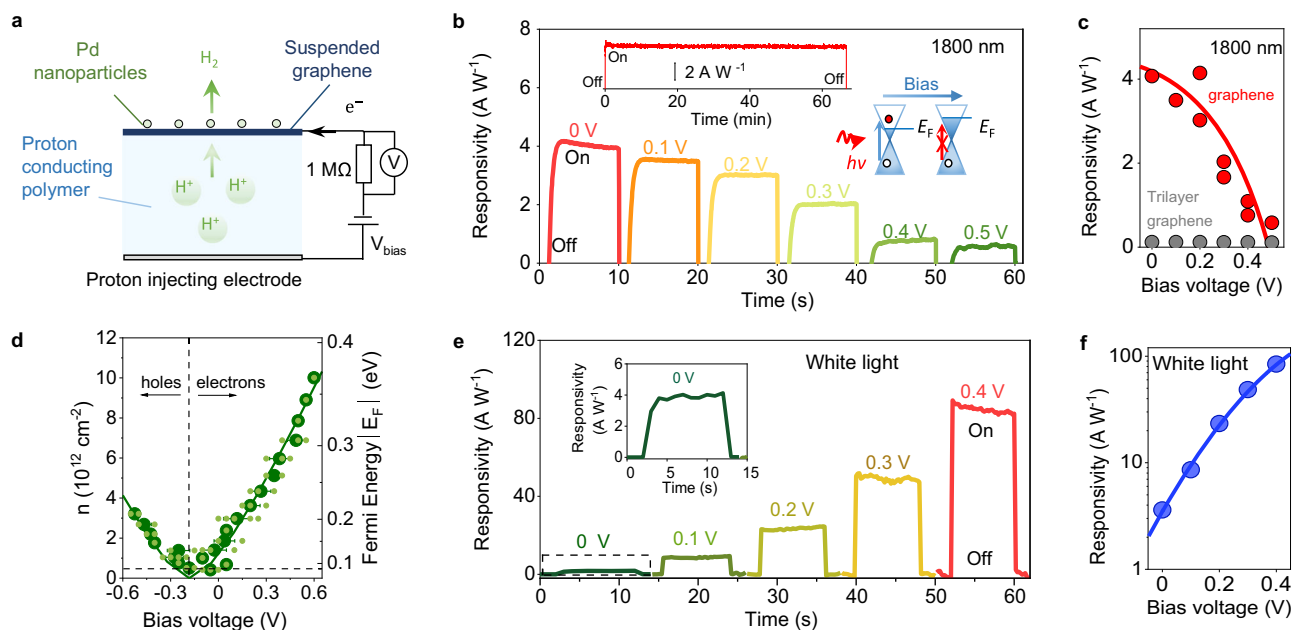 a
Pd
nanoparticles
H2
Suspended
graphene
e−
Proton
conducting
polymer
1 MΩ
V
H+
H+
H+
Vbias
Proton injecting electrode
b
1800 nm
Responsivity (A W-1)
8
6
4
2
0
On
Off
2 A W-1
Off
0
20
40
60
Time (min)
Bias
EF
EF
hν
0 V
On
Off
0.1 V
0.2 V
0.3 V
0.4 V
0.5 V
0
10
20
30
40
50
60
Time (s)
c
1800 nm
Responsivity (A W-1)
4
2
0
graphene
Trilayer
graphene
0
0.2
0.4
Bias voltage (V)
d
n (10^12 cm-2)
12
10
8
6
4
2
0
holes
electrons
0.4
0.3
0.2
0.1
Fermi Energy |EF| (eV)
-0.6
-0.3
0
0.3
0.6
Bias voltage (V)
e
White light
Responsivity (A W-1)
120
80
40
0
Responsivity
(A W-1)
6
4
2
0
0 V
0
5
10
15
Time (s)
0 V
0.1 V
0.2 V
0.3 V
0.4 V
On
Off
0
10
20
30
40
50
60
Time (s)
f
White light
Responsivity (A W-1)
100
10
1
0
0.2
0.4
Bias voltage (V)